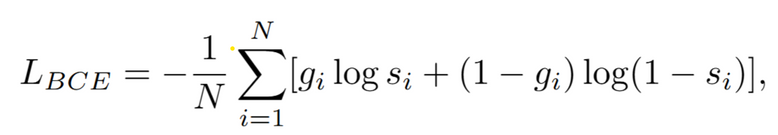 L_{BCE} = -\frac{1}{N} \sum_{i=1}^{N} [g_i \log s_i + (1 - g_i) \log(1 - s_i)],